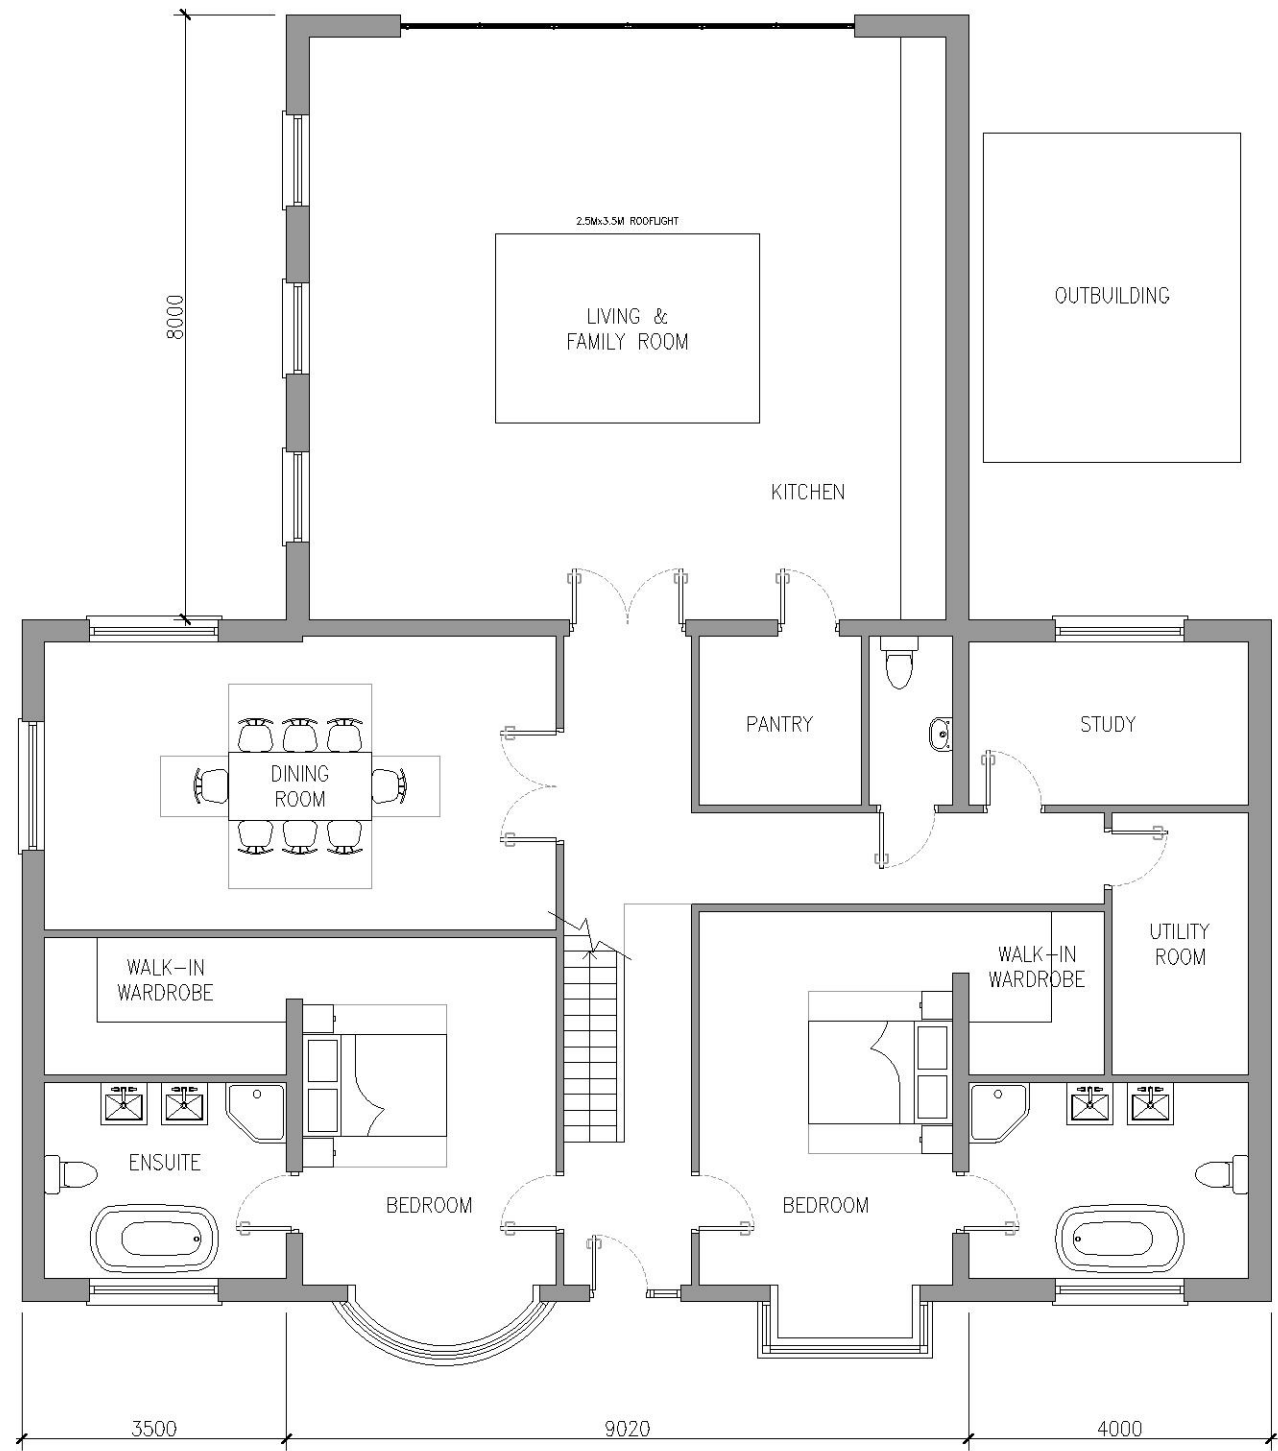 2.5Mx3.5M ROOFLIGHT
LIVING &
FAMILY ROOM
OUTBUILDING
8000
KITCHEN
PANTRY
STUDY
DINING
ROOM
UTILITY
ROOM
WALK-IN
WARDROBE
WALK-IN
WARDROBE
ENSUITE
BEDROOM
BEDROOM
3500
9020
4000